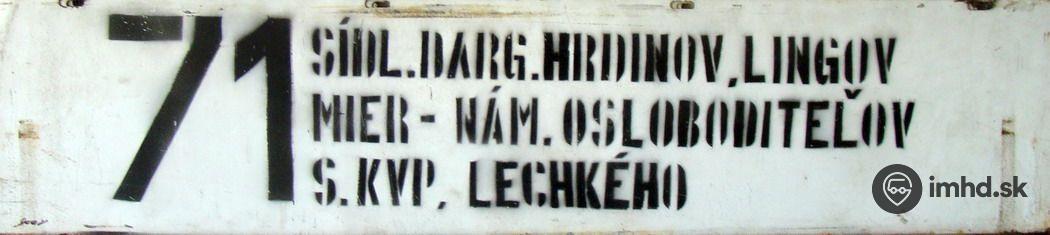 71 SÍDL.DARG.HRDINOV,LINGOV
MIER - NÁM. OSLOBODITEĽOV
S.KVP, LECHKÉHO
imhd.sk